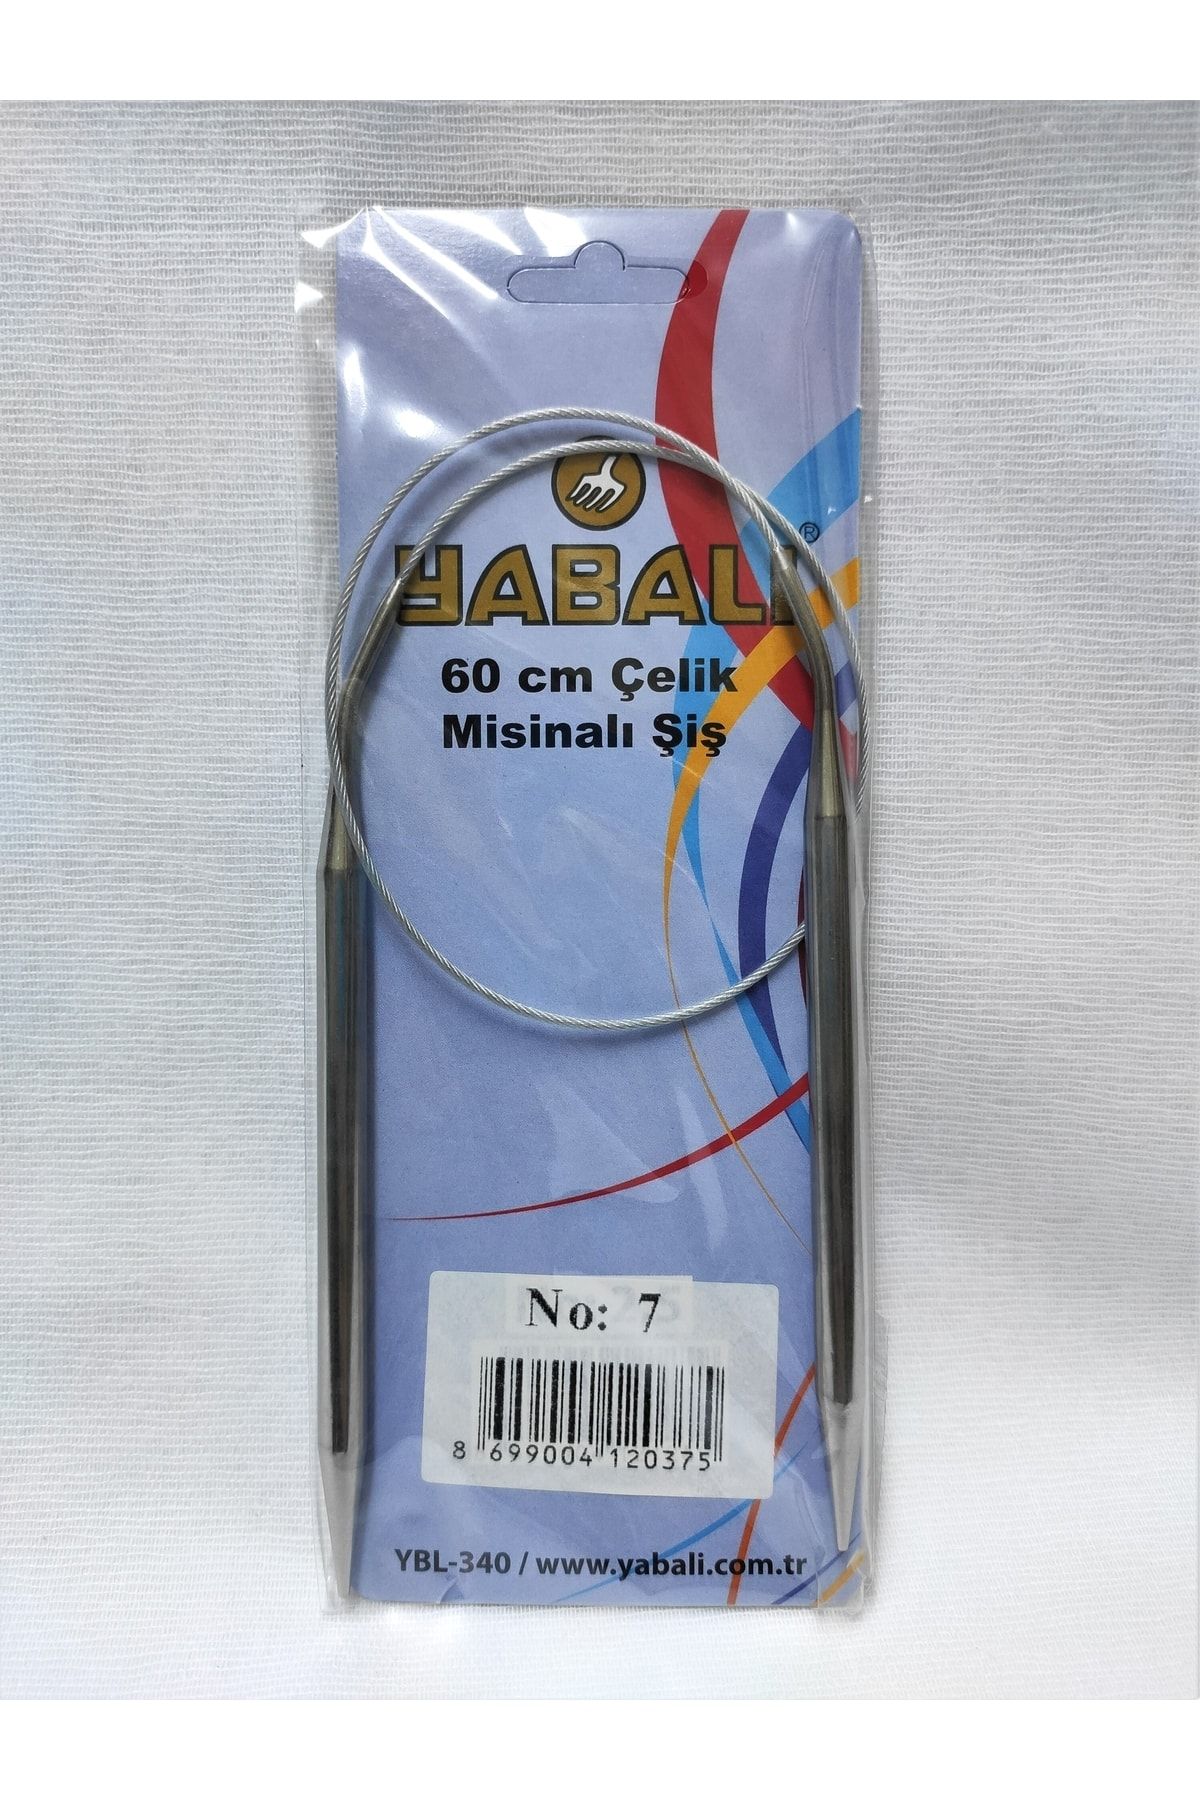 YABALI®
60 cm Çelik
Misinalı Şiş
No: 7
8 699004 120375
YBL-340 / www.yabali.com.tr